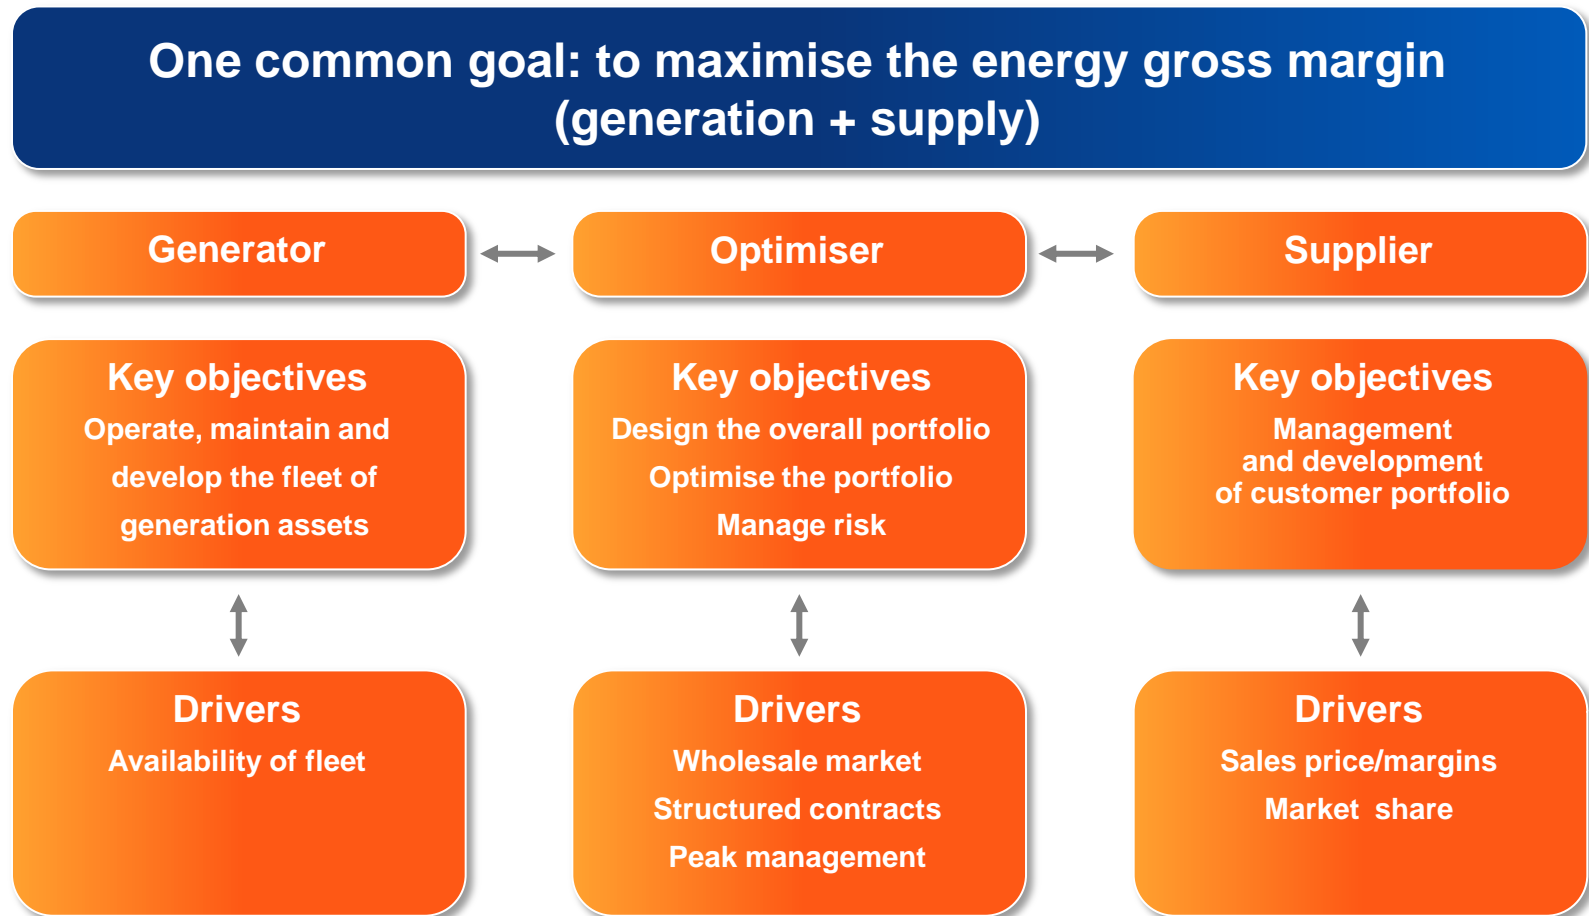 One common goal: to maximise the energy gross margin
(generation + supply)
Generator
Optimiser
Supplier
Key objectives
Operate, maintain and
develop the fleet of
generation assets
Key objectives
Design the overall portfolio
Optimise the portfolio
Manage risk
Key objectives
Management
and development
of customer portfolio
Drivers
Availability of fleet
Drivers
Wholesale market
Structured contracts
Peak management
Drivers
Sales price/margins
Market share